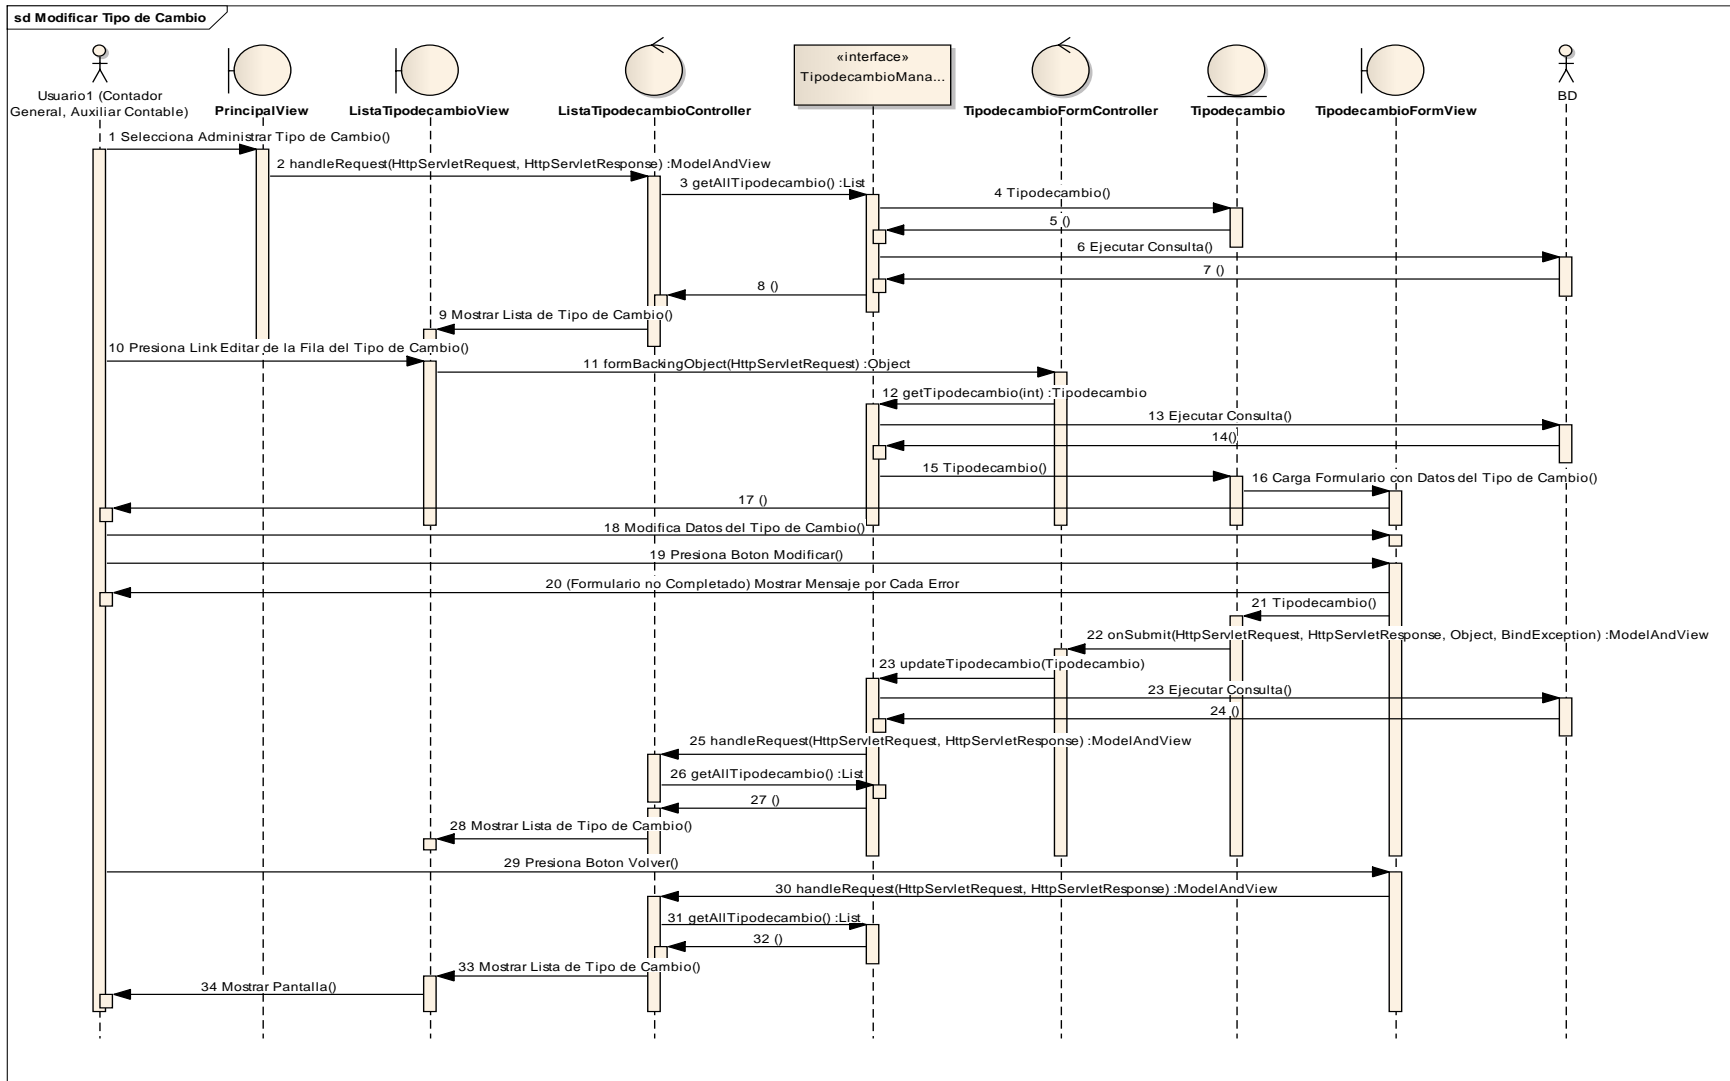 sd Modificar Tipo de Cambio
Usuario1 (Contador
General, Auxiliar Contable)
PrincipalView
ListaTipodecambioView
ListaTipodecambioController
«interface»
TipodecambioMana...
TipodecambioFormController
Tipodecambio
TipodecambioFormView
BD
1 Selecciona Administrar Tipo de Cambio()
2 handleRequest(HttpServletRequest, HttpServletResponse) :ModelAndView
3 getAllTipodecambio() :List
4 Tipodecambio()
5 ()
6 Ejecutar Consulta()
7 ()
8 ()
9 Mostrar Lista de Tipo de Cambio()
10 Presiona Link Editar de la Fila del Tipo de Cambio()
11 formBackingObject(HttpServletRequest) :Object
12 getTipodecambio(int) :Tipodecambio
13 Ejecutar Consulta()
14()
15 Tipodecambio()
16 Carga Formulario con Datos del Tipo de Cambio()
17 ()
18 Modifica Datos del Tipo de Cambio()
19 Presiona Boton Modificar()
20 (Formulario no Completado) Mostrar Mensaje por Cada Error
21 Tipodecambio()
22 onSubmit(HttpServletRequest, HttpServletResponse, Object, BindException) :ModelAndView
23 updateTipodecambio(Tipodecambio)
23 Ejecutar Consulta()
24 ()
25 handleRequest(HttpServletRequest, HttpServletResponse) :ModelAndView
26 getAllTipodecambio() :List
27 ()
28 Mostrar Lista de Tipo de Cambio()
29 Presiona Boton Volver()
30 handleRequest(HttpServletRequest, HttpServletResponse) :ModelAndView
31 getAllTipodecambio() :List
32 ()
33 Mostrar Lista de Tipo de Cambio()
34 Mostrar Pantalla()